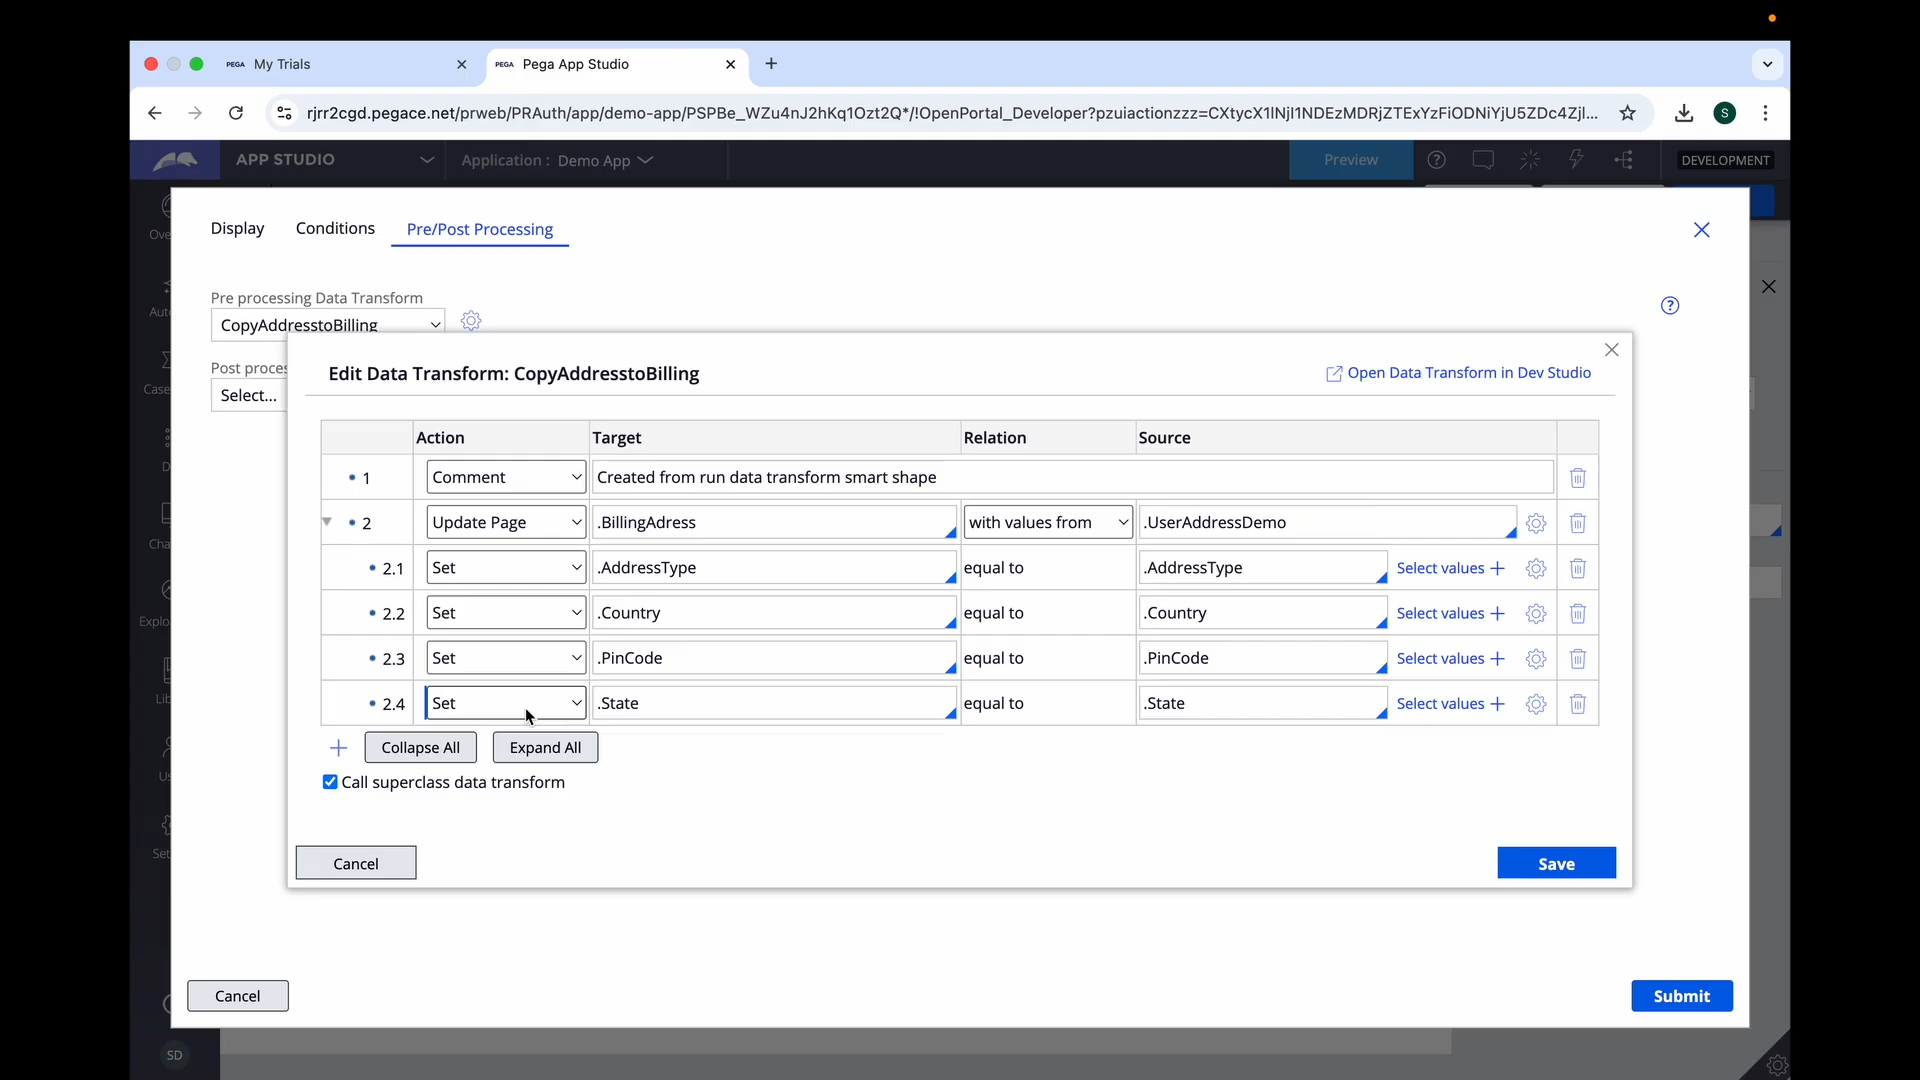 PEGA My Trials
PEGA Pega App Studio
rjrr2cgd.pegace.net/prweb/PRAuth/app/demo-app/PSPBe_WZu4nJ2hKq1Ozt2Q*/!OpenPortal_Developer?pzuiactionzzz=CXtycX1lNjI1NDEzMDRjZTExYzFiODNiYjU5ZDc4Zjl...
S
APP STUDIO
Application : Demo App
Preview
DEVELOPMENT
Display
Conditions
Pre/Post Processing
Pre processing Data Transform
CopyAddresstoBilling
Post proces
Select...
Edit Data Transform: CopyAddresstoBilling
Open Data Transform in Dev Studio
Action Target Relation Source
1 Comment Created from run data transform smart shape
2 Update Page .BillingAdress with values from .UserAddressDemo
2.1 Set .AddressType equal to .AddressType Select values
2.2 Set .Country equal to .Country Select values
2.3 Set .PinCode equal to .PinCode Select values
2.4 Set .State equal to .State Select values
Collapse All
Expand All
Call superclass data transform
Cancel
Save
Cancel
Submit
SD